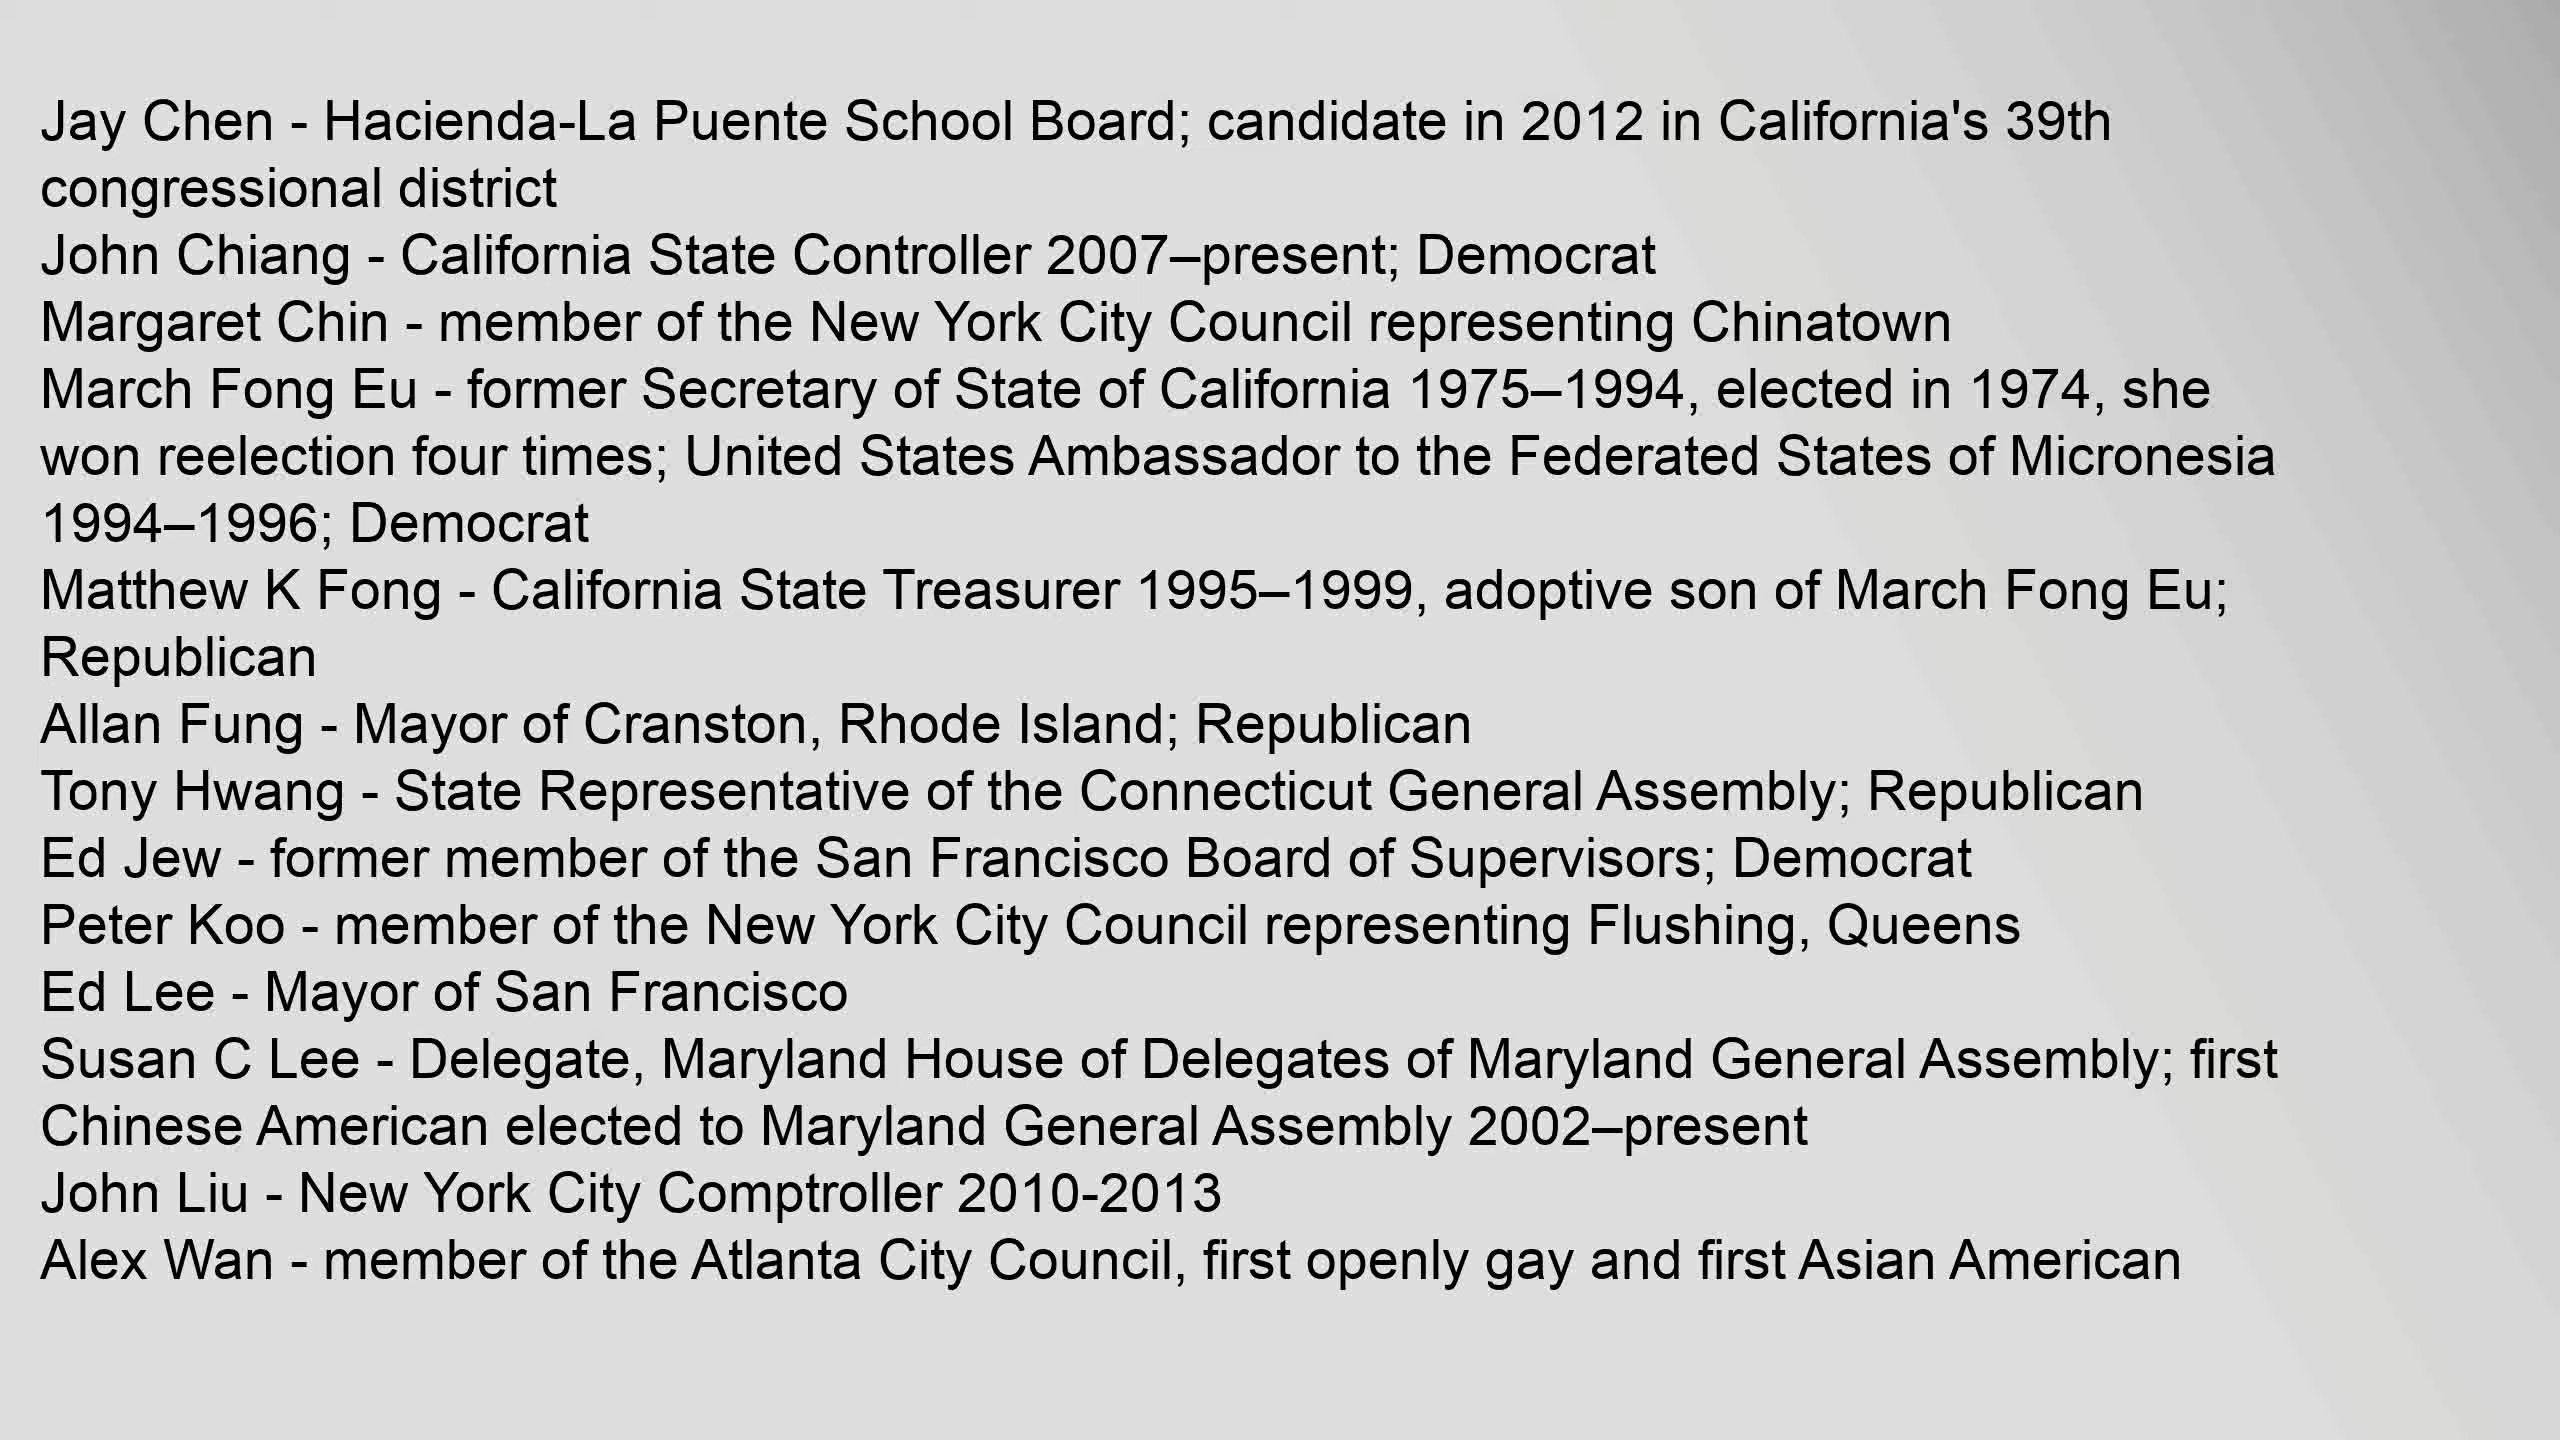 Jay Chen - Hacienda-La Puente School Board; candidate in 2012 in California's 39th
congressional district
John Chiang - California State Controller 2007–present; Democrat
Margaret Chin - member of the New York City Council representing Chinatown
March Fong Eu - former Secretary of State of California 1975–1994, elected in 1974, she
won reelection four times; United States Ambassador to the Federated States of Micronesia
1994–1996; Democrat
Matthew K Fong - California State Treasurer 1995–1999, adoptive son of March Fong Eu;
Republican
Allan Fung - Mayor of Cranston, Rhode Island; Republican
Tony Hwang - State Representative of the Connecticut General Assembly; Republican
Ed Jew - former member of the San Francisco Board of Supervisors; Democrat
Peter Koo - member of the New York City Council representing Flushing, Queens
Ed Lee - Mayor of San Francisco
Susan C Lee - Delegate, Maryland House of Delegates of Maryland General Assembly; first
Chinese American elected to Maryland General Assembly 2002–present
John Liu - New York City Comptroller 2010-2013
Alex Wan - member of the Atlanta City Council, first openly gay and first Asian American